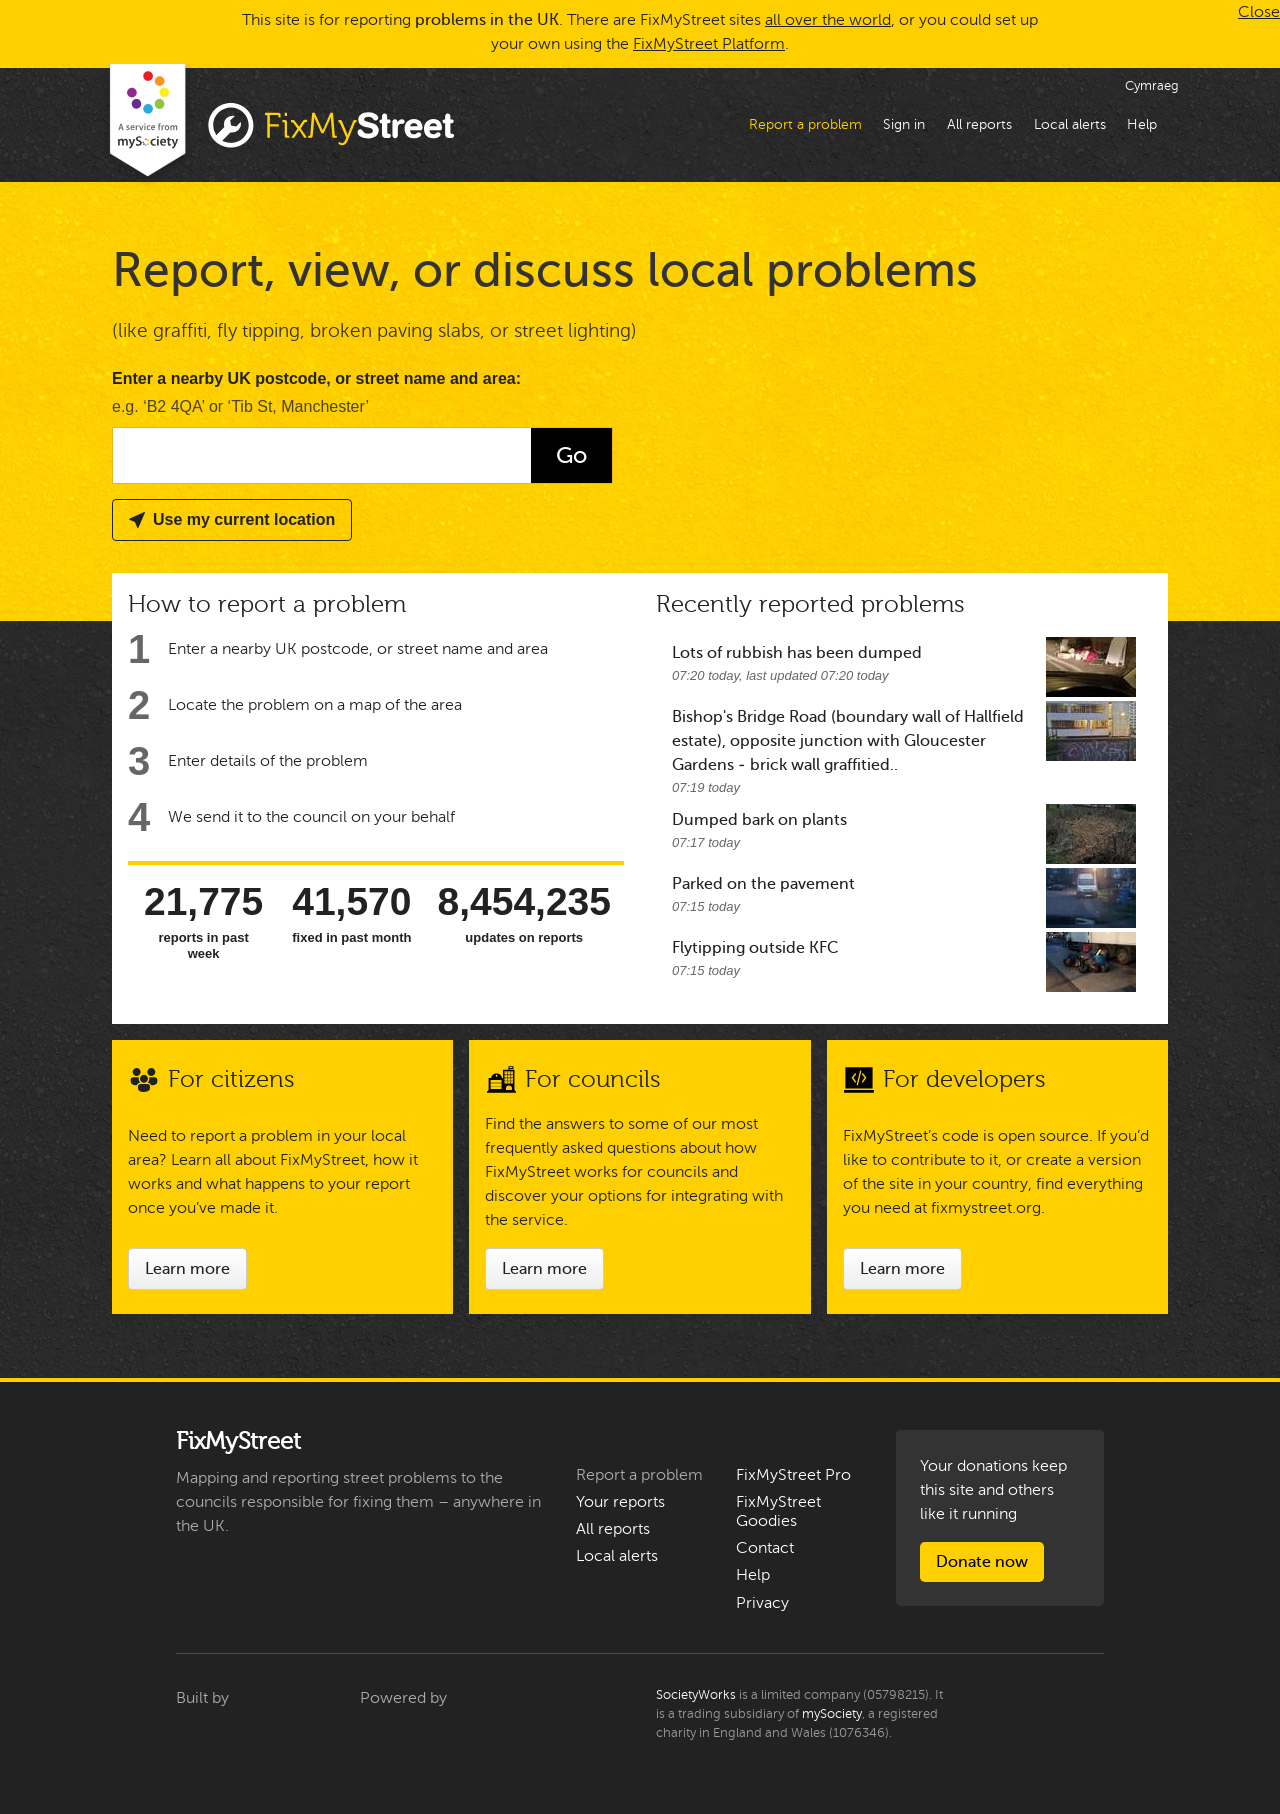 This site is for reporting problems in the UK. There are FixMyStreet sites all over the world, or you could set up
your own using the FixMyStreet Platform.
Close
Cymraeg
A service from
mySociety
FixMyStreet
Report a problem
Sign in
All reports
Local alerts
Help
Report, view, or discuss local problems
(like graffiti, fly tipping, broken paving slabs, or street lighting)
Enter a nearby UK postcode, or street name and area:
e.g. ‘B2 4QA’ or ‘Tib St, Manchester’
Go
Use my current location
How to report a problem
1 Enter a nearby UK postcode, or street name and area
2 Locate the problem on a map of the area
3 Enter details of the problem
4 We send it to the council on your behalf
21,775
reports in past
week
41,570
fixed in past month
8,454,235
updates on reports
Recently reported problems
Lots of rubbish has been dumped
07:20 today, last updated 07:20 today
Bishop's Bridge Road (boundary wall of Hallfield
estate), opposite junction with Gloucester
Gardens - brick wall graffitied..
07:19 today
Dumped bark on plants
07:17 today
Parked on the pavement
07:15 today
Flytipping outside KFC
07:15 today
For citizens
Need to report a problem in your local
area? Learn all about FixMyStreet, how it
works and what happens to your report
once you’ve made it.
Learn more
For councils
Find the answers to some of our most
frequently asked questions about how
FixMyStreet works for councils and
discover your options for integrating with
the service.
Learn more
For developers
FixMyStreet’s code is open source. If you’d
like to contribute to it, or create a version
of the site in your country, find everything
you need at fixmystreet.org.
Learn more
FixMyStreet
Mapping and reporting street problems to the
councils responsible for fixing them – anywhere in
the UK.
Report a problem
Your reports
All reports
Local alerts
FixMyStreet Pro
FixMyStreet
Goodies
Contact
Help
Privacy
Your donations keep
this site and others
like it running
Donate now
Built by
Powered by
SocietyWorks is a limited company (05798215). It
is a trading subsidiary of mySociety, a registered
charity in England and Wales (1076346).